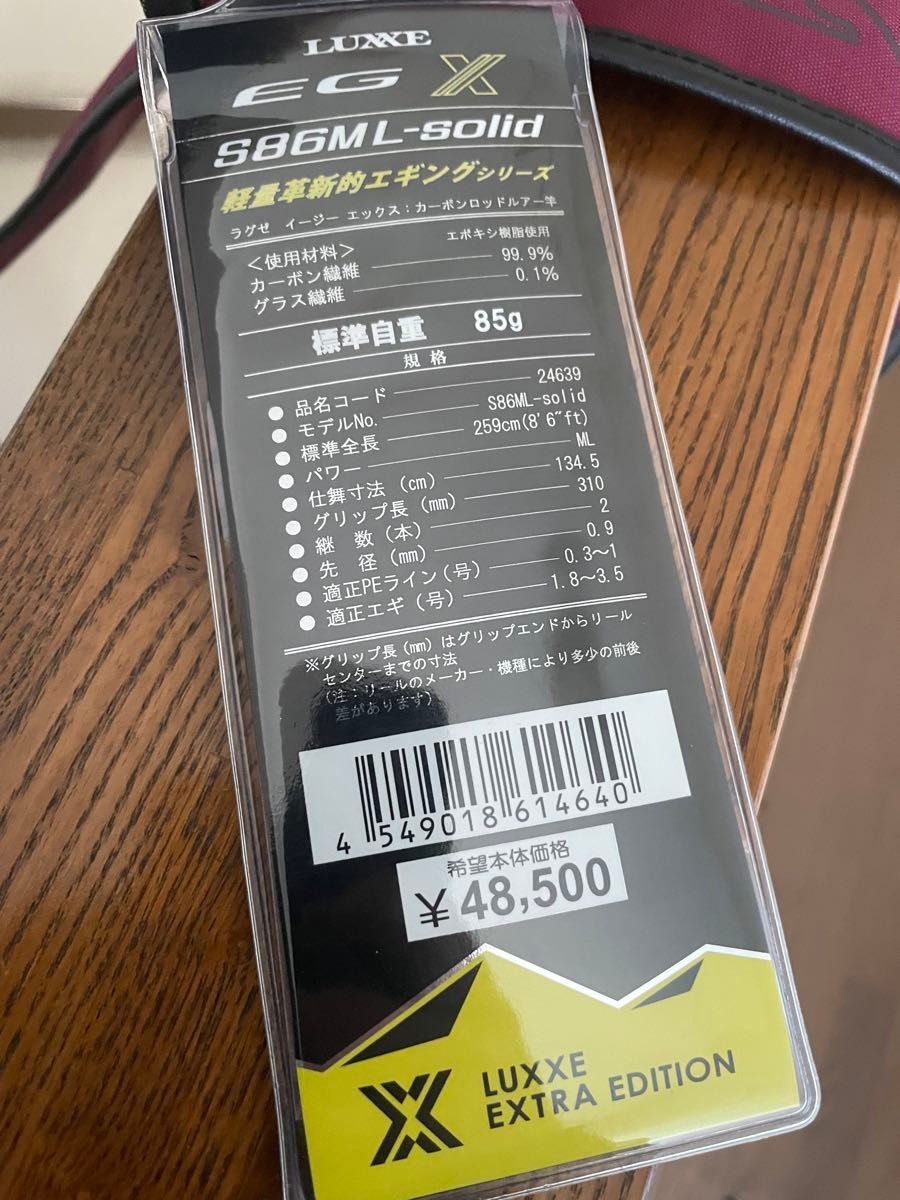 LUXXE
EG X
S86ML-solid
軽量革新的エギングシリーズ
ラグゼ イージー エックス：カーボンロッドルアー竿
＜使用材料＞ エポキシ樹脂使用
カーボン繊維 99.9%
グラス繊維 0.1%
標準自重 85g
規格
● 品名コード 24639
● モデルNo. S86ML-solid
● 標準全長 259cm(8'6"ft)
● パワー ML
● 仕舞寸法（cm） 134.5
● グリップ長（㎜） 310
● 継 数（本） 2
● 先 径（㎜） 0.9
● 適正PEライン（号） 0.3〜1
● 適正エギ（号） 1.8〜3.5
※グリップ長（㎜）はグリップエンドからリール
センターまでの寸法
（注：リールのメーカー・機種により多少の前後
差があります）
4 549018 614640
希望本体価格
¥48,500
LUXXE
EXTRA EDITION